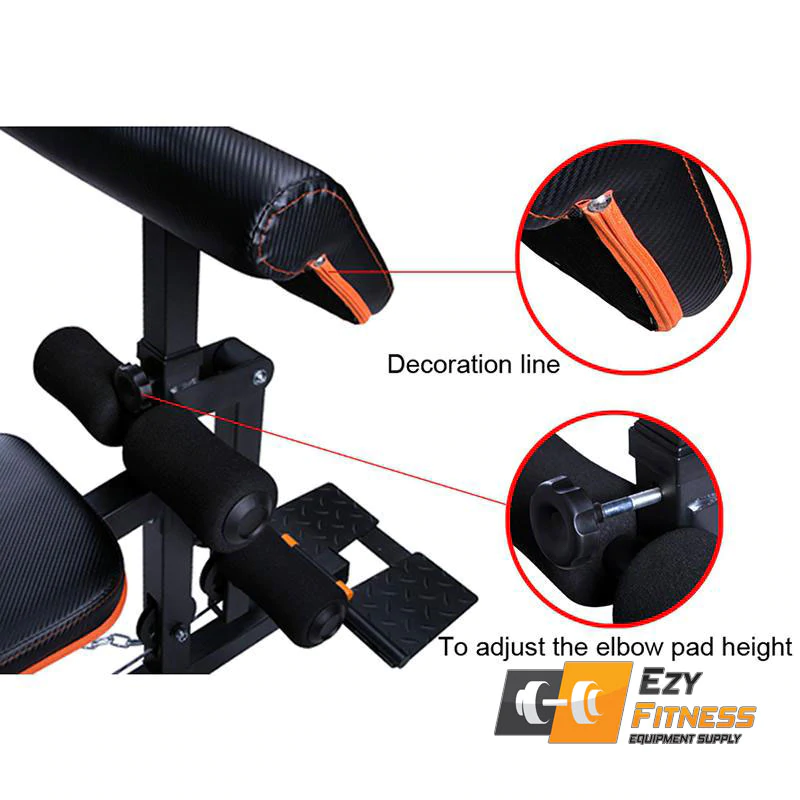 Decoration line
To adjust the elbow pad height
EZY
FITNESS
EQUIPMENT SUPPLY